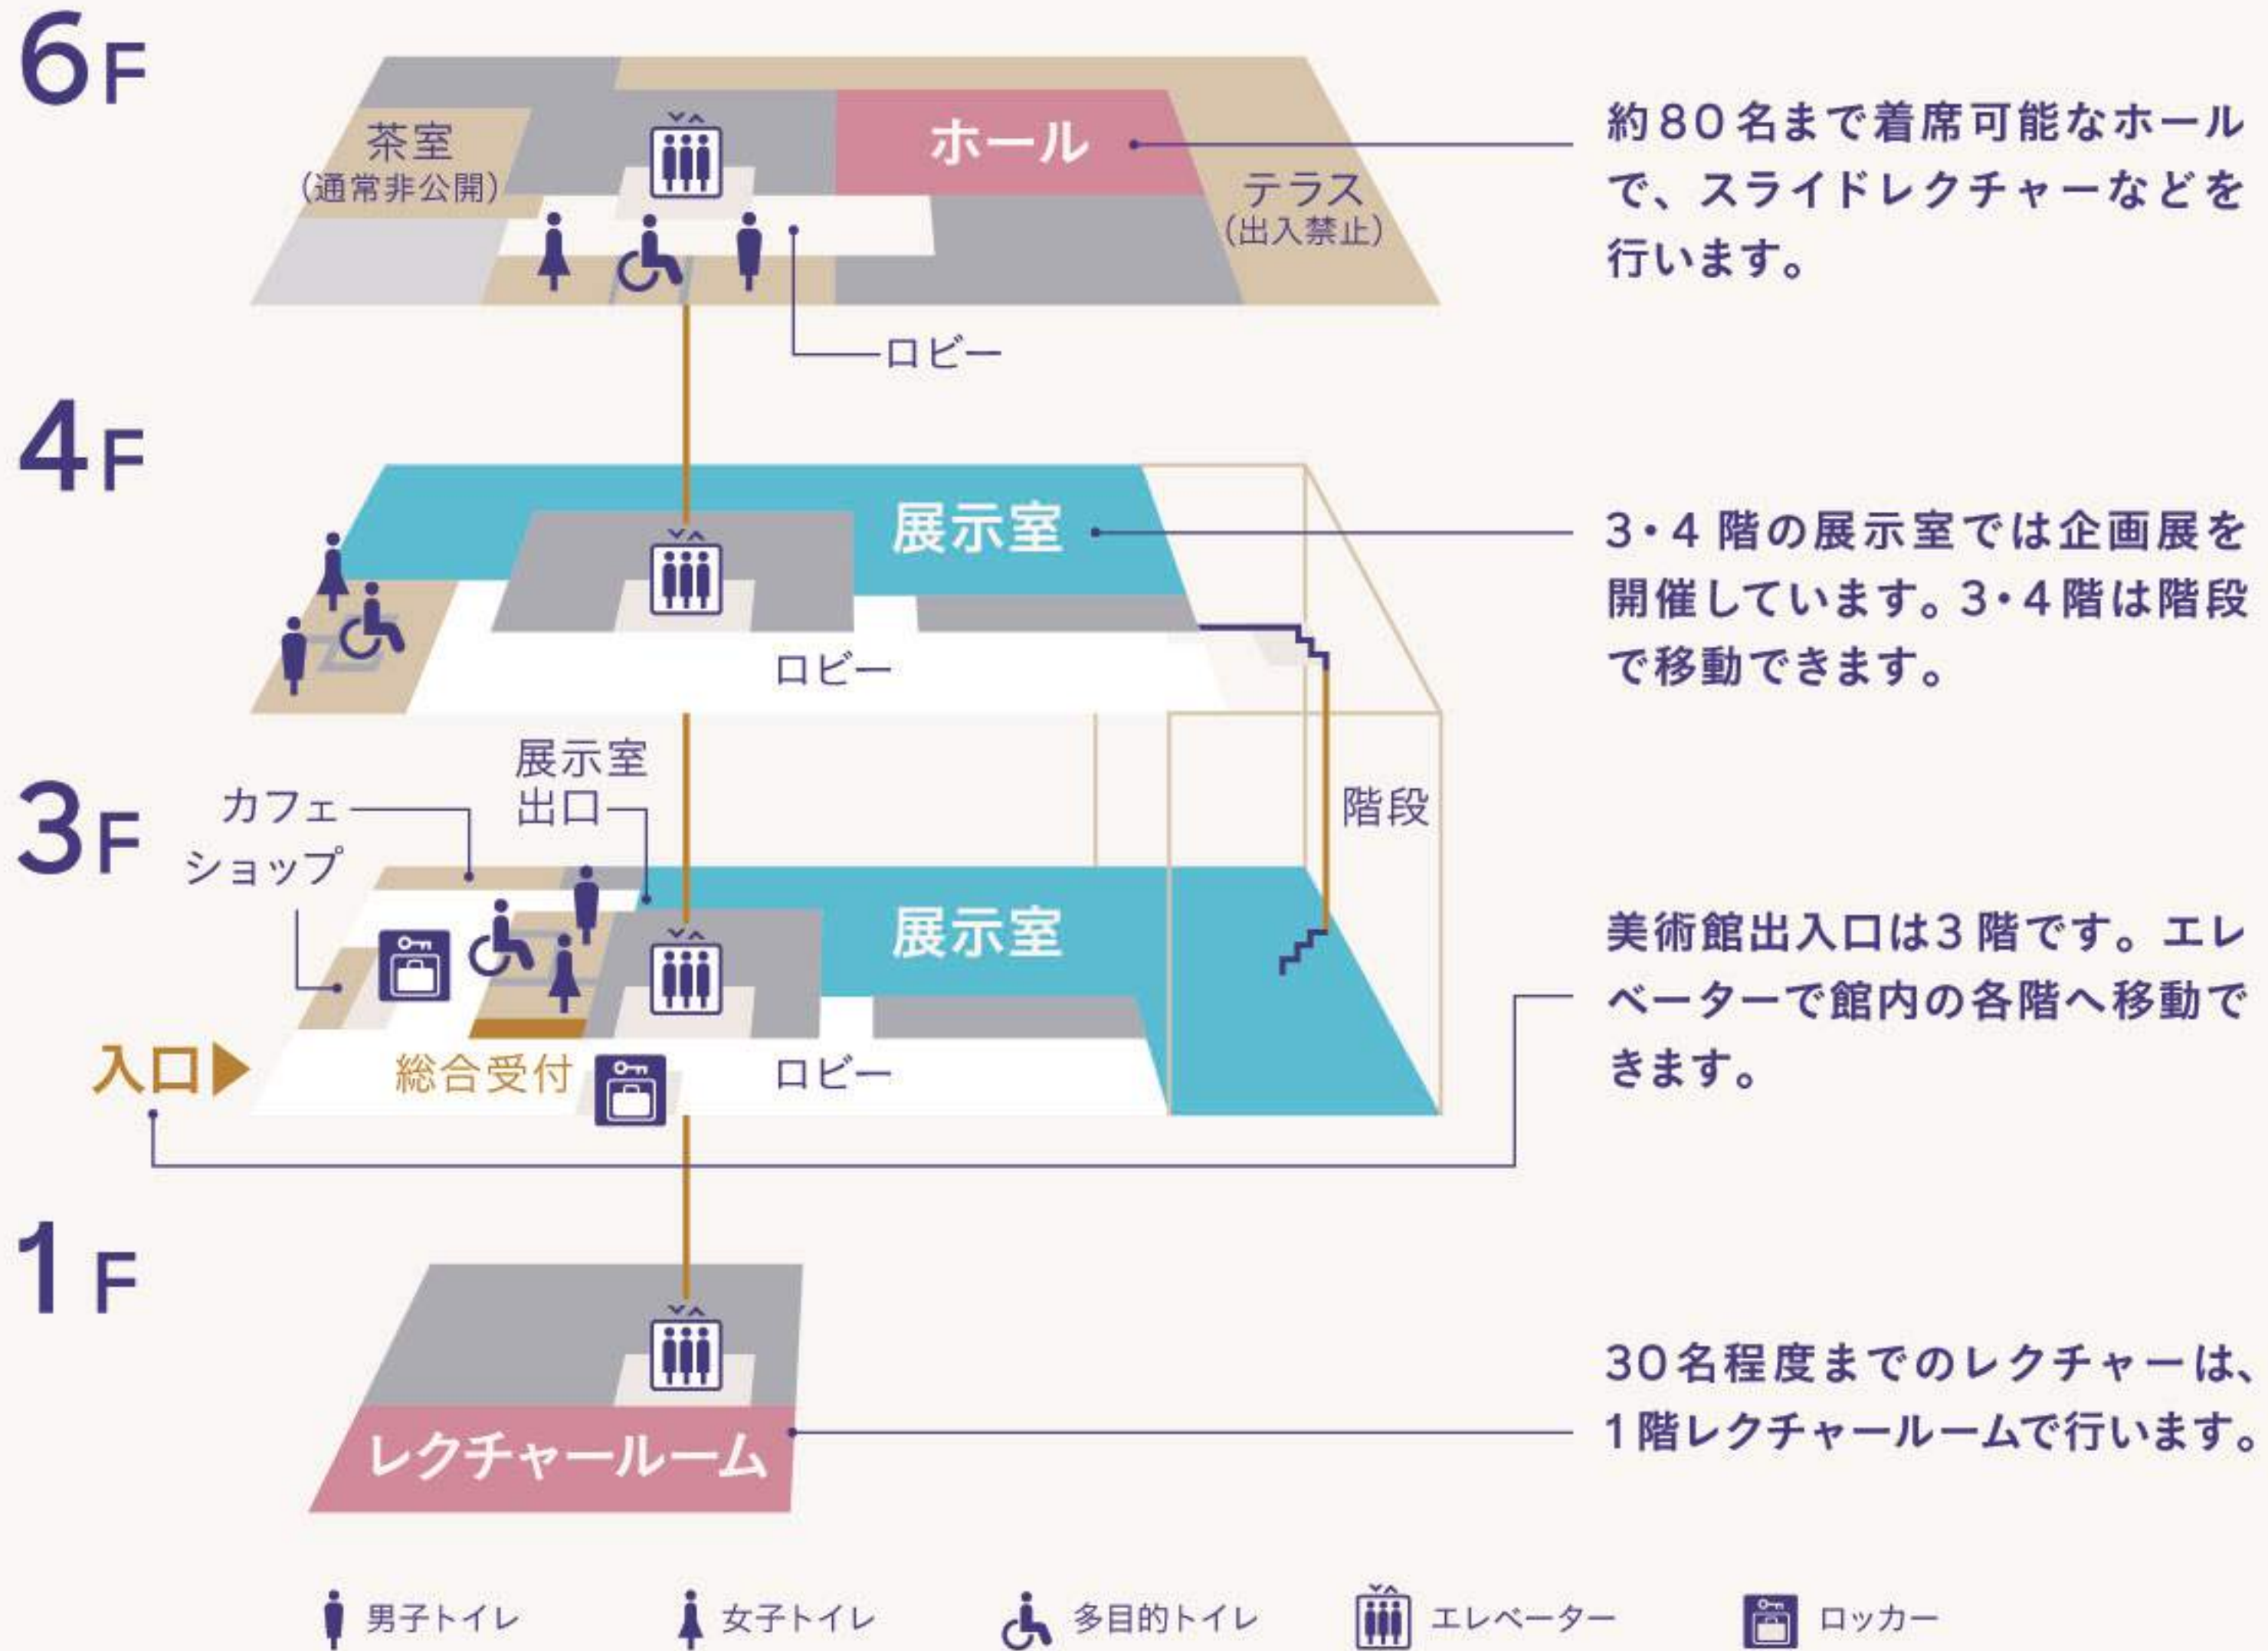 6F
茶室
(通常非公開)
ホール
テラス
(出入禁止)
ロビー
約80名まで着席可能なホール
で、スライドレクチャーなどを
行います。
4F
展示室
ロビー
3・4階の展示室では企画展を
開催しています。3・4階は階段
で移動できます。
3F
カフェ
ショップ
展示室
出口
階段
展示室
入口▶
総合受付
ロビー
美術館出入口は3階です。エレ
ベーターで館内の各階へ移動で
きます。
1F
レクチャールーム
30名程度までのレクチャーは、
1階レクチャールームで行います。
男子トイレ
女子トイレ
多目的トイレ
エレベーター
ロッカー